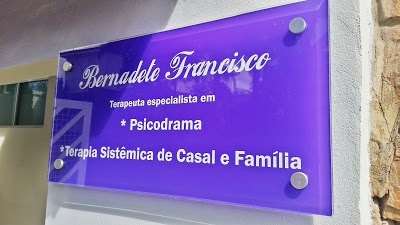 Bernadete Francisco
Terapeuta especialista em
* Psicodrama
*Terapia Sistêmica de Casal e Família